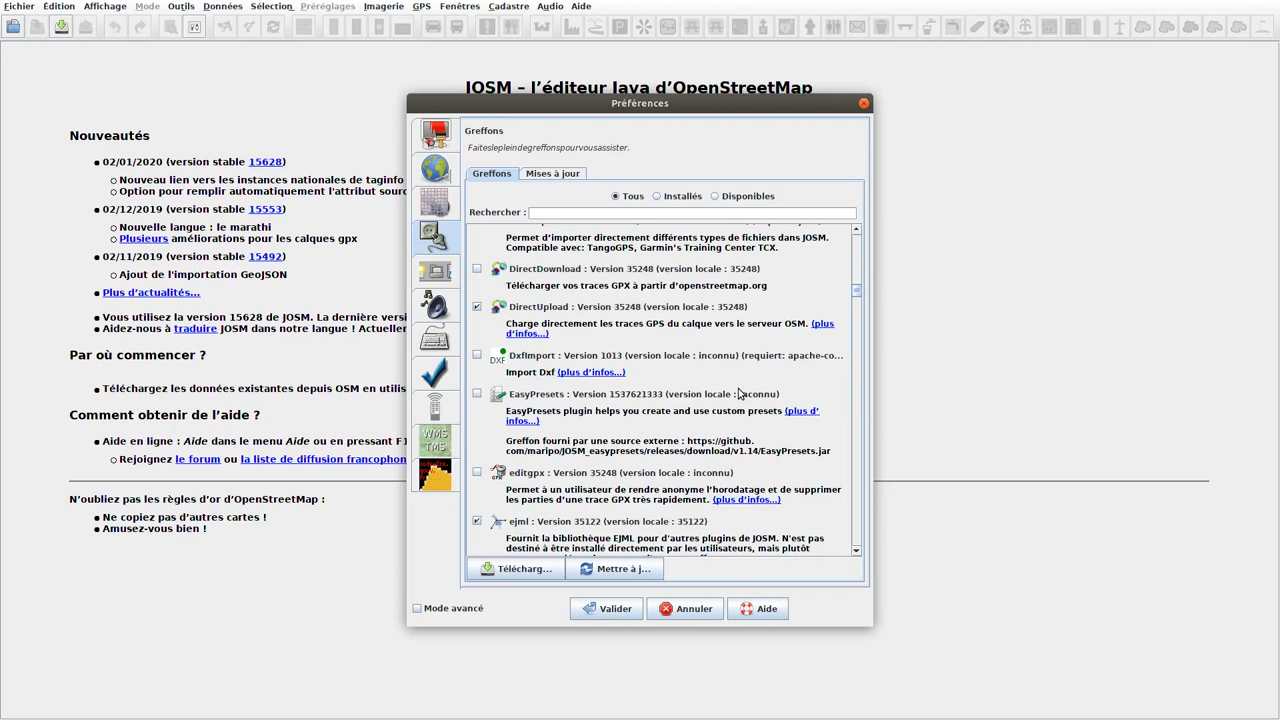 Fichier Édition Affichage Mode Outils Données Sélection Préréglages Imagerie GPS Fenêtres Cadastre Audio Aide
JOSM – l’éditeur Java d’OpenStreetMap
Nouveautés
02/01/2020 (version stable 15628)
Nouveau lien vers les instances nationales de taginfo
Option pour remplir automatiquement l'attribut sour
02/12/2019 (version stable 15553)
Nouvelle langue : le marathi
Plusieurs améliorations pour les calques gpx
02/11/2019 (version stable 15492)
Ajout de l'importation GeoJSON
Plus d’actualités...
Vous utilisez la version 15628 de JOSM. La dernière vers
Aidez-nous à traduire JOSM dans notre langue ! Actueller
Par où commencer ?
Téléchargez les données existantes depuis OSM en utilis
Comment obtenir de l’aide ?
Aide en ligne : Aide dans le menu Aide ou en pressant F1
Rejoignez le forum ou la liste de diffusion francophon
N’oubliez pas les règles d’or d’OpenStreetMap :
Ne copiez pas d’autres cartes !
Amusez-vous bien !
Préférences
Greffons
Faitesleplein­degreffonspourvousassister.
Greffons Mises à jour
Tous Installés Disponibles
Rechercher :
Permet d’importer directement différents types de fichiers dans JOSM.
Compatible avec: TangoGPS, Garmin’s Training Center TCX.
DirectDownload : Version 35248 (version locale : 35248)
Télécharger vos traces GPX à partir d’openstreetmap.org
DirectUpload : Version 35248 (version locale : 35248)
Charge directement les traces GPS du calque vers le serveur OSM. (plus
d’infos...)
DXF
DxfImport : Version 1013 (version locale : inconnu) (requiert: apache-co...
Import Dxf (plus d’infos...)
EasyPresets : Version 1537621333 (version locale : inconnu)
EasyPresets plugin helps you create and use custom presets (plus d’
infos...)
Greffon fourni par une source externe : https://github.
com/maripo/JOSM_easypresets/releases/download/v1.14/EasyPresets.jar
editgpx : Version 35248 (version locale : inconnu)
Permet à un utilisateur de rendre anonyme l’horodatage et de supprimer
les parties d’une trace GPX très rapidement. (plus d’infos...)
ejml : Version 35122 (version locale : 35122)
Fournit la bibliothèque EJML pour d'autres plugins de JOSM. N'est pas
destiné à être installé directement par les utilisateurs, mais plutôt
WMS
TMS
Télécharg... Mettre à j...
Mode avancé Valider Annuler Aide